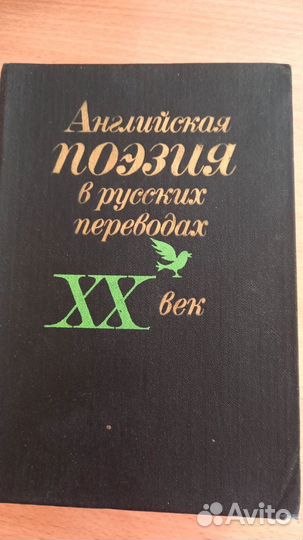 Английская
поэзия
в русских
переводах
XX век
Avito